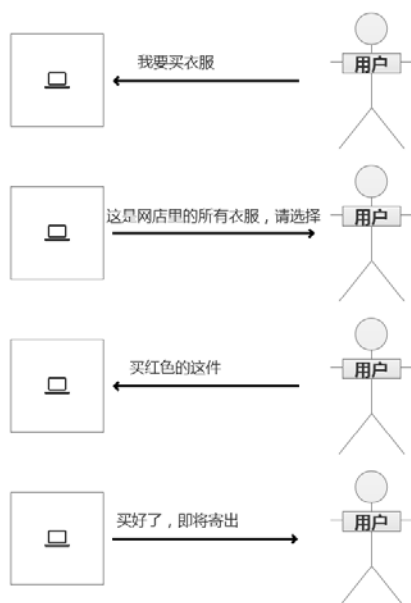 我要买衣服
用户
这是网店里的所有衣服，请选择
用户
买红色的这件
用户
买好了，即将寄出
用户